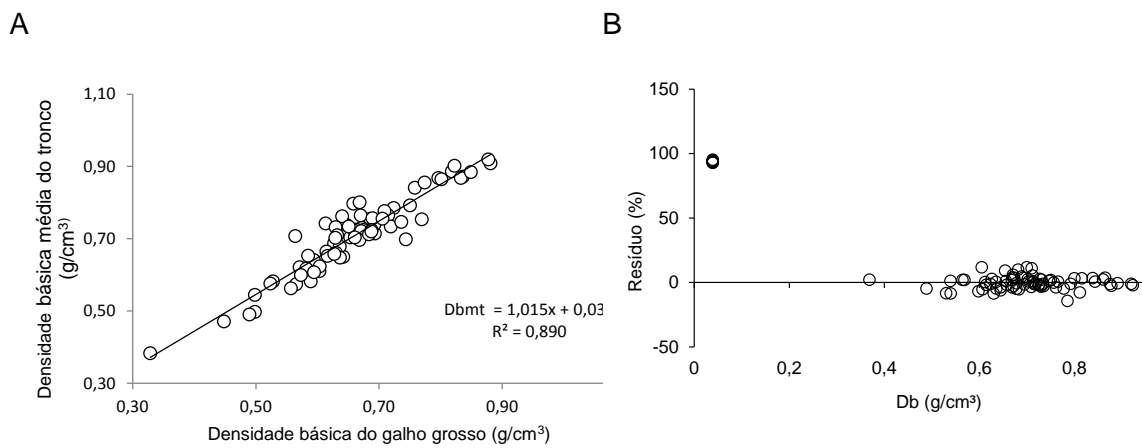 A
Densidade básica média do tronco
(g/cm³)
1,10
0,90
0,70
0,50
0,30
0,30
0,50
0,70
0,90
Dbmt = 1,015x + 0,03
R² = 0,890
Densidade básica do galho grosso (g/cm³)
B
Resíduo (%)
150
100
50
0
-50
0
0,2
0,4
0,6
0,8
Db (g/cm³)